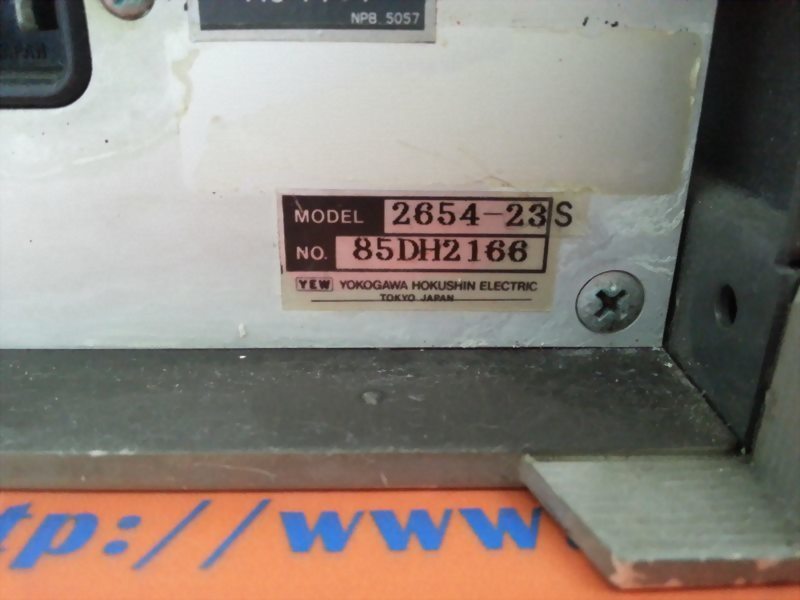 NPB 5057
MODEL 2654-23S
NO. 85DH2166
YEW YOKOGAWA HOKUSHIN ELECTRIC
TOKYO JAPAN
tp://www.